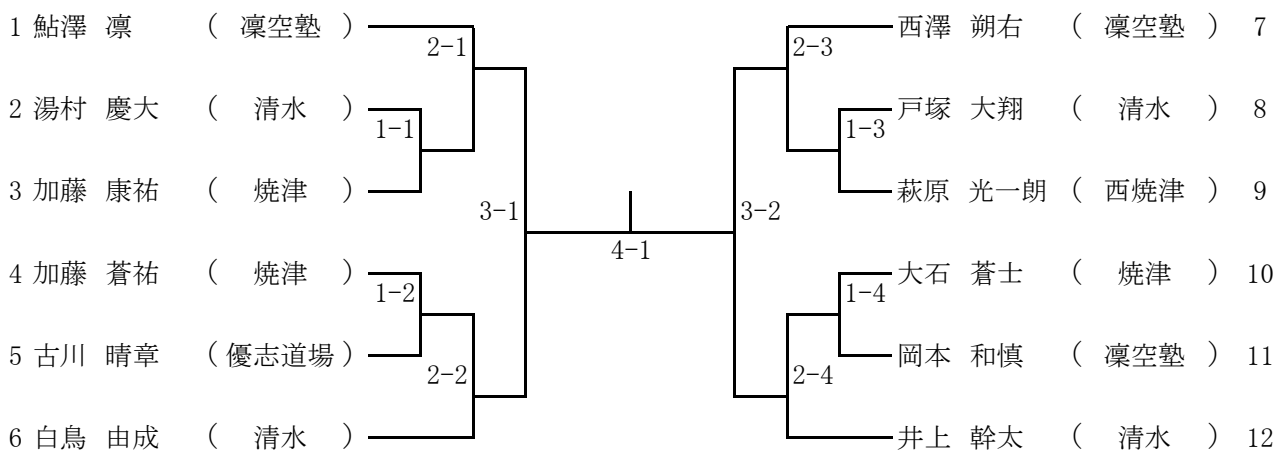 1 鮎澤 凛 ( 凜空塾 ) 2-1 2-3 西澤 朔右 ( 凜空塾 ) 7
2 湯村 慶大 ( 清水 ) 戸塚 大翔 ( 清水 ) 8
1-1 1-3
3 加藤 康祐 ( 焼津 ) 萩原 光一朗 ( 西焼津 ) 9
3-1 3-2
4-1
4 加藤 蒼祐 ( 焼津 ) 大石 蒼士 ( 焼津 ) 10
1-2 1-4
5 古川 晴章 ( 優志道場 ) 岡本 和慎 ( 凜空塾 ) 11
2-2 2-4
6 白鳥 由成 ( 清水 ) 井上 幹太 ( 清水 ) 12